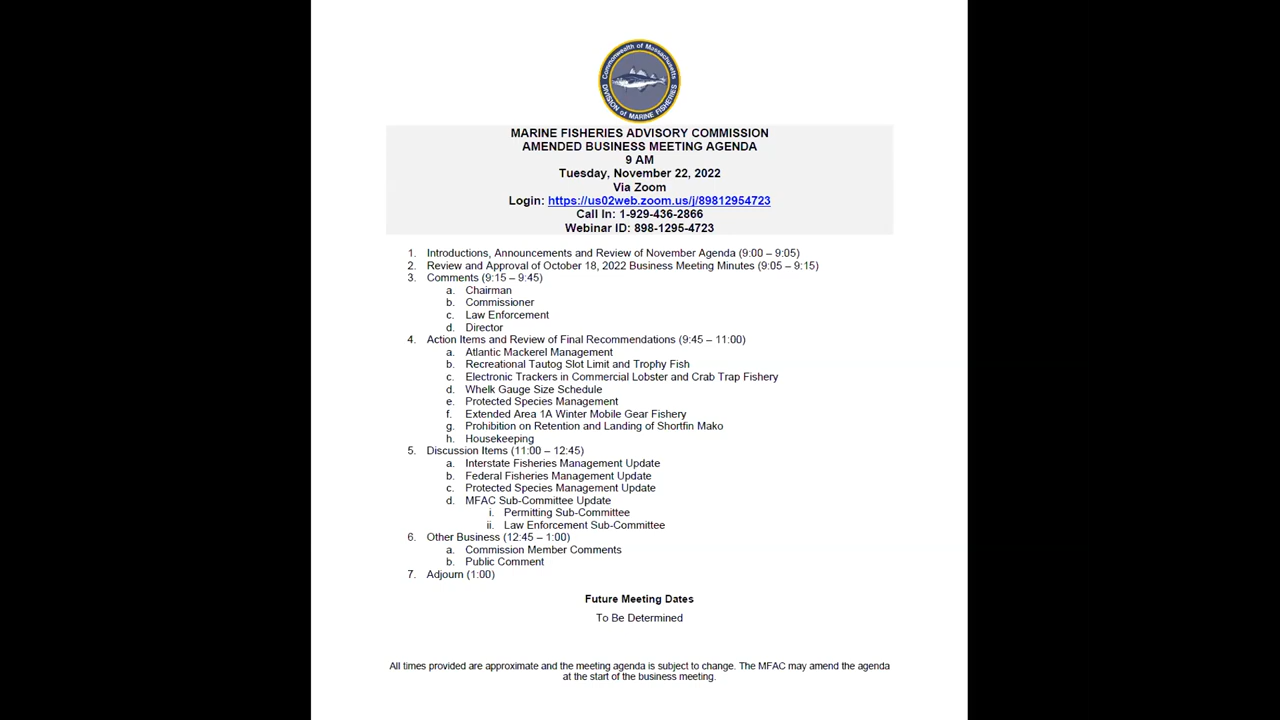 Commonwealth of Massachusetts
DIVISION of MARINE FISHERIES
MARINE FISHERIES ADVISORY COMMISSION
AMENDED BUSINESS MEETING AGENDA
9 AM
Tuesday, November 22, 2022
Via Zoom
Login: https://us02web.zoom.us/j/89812954723
Call In: 1-929-436-2866
Webinar ID: 898-1295-4723
1. Introductions, Announcements and Review of November Agenda (9:00 – 9:05)
2. Review and Approval of October 18, 2022 Business Meeting Minutes (9:05 – 9:15)
3. Comments (9:15 – 9:45)
a. Chairman
b. Commissioner
c. Law Enforcement
d. Director
4. Action Items and Review of Final Recommendations (9:45 – 11:00)
a. Atlantic Mackerel Management
b. Recreational Tautog Slot Limit and Trophy Fish
c. Electronic Trackers in Commercial Lobster and Crab Trap Fishery
d. Whelk Gauge Size Schedule
e. Protected Species Management
f. Extended Area 1A Winter Mobile Gear Fishery
g. Prohibition on Retention and Landing of Shortfin Mako
h. Housekeeping
5. Discussion Items (11:00 – 12:45)
a. Interstate Fisheries Management Update
b. Federal Fisheries Management Update
c. Protected Species Management Update
d. MFAC Sub-Committee Update
i. Permitting Sub-Committee
ii. Law Enforcement Sub-Committee
6. Other Business (12:45 – 1:00)
a. Commission Member Comments
b. Public Comment
7. Adjourn (1:00)
Future Meeting Dates
To Be Determined
All times provided are approximate and the meeting agenda is subject to change. The MFAC may amend the agenda
at the start of the business meeting.